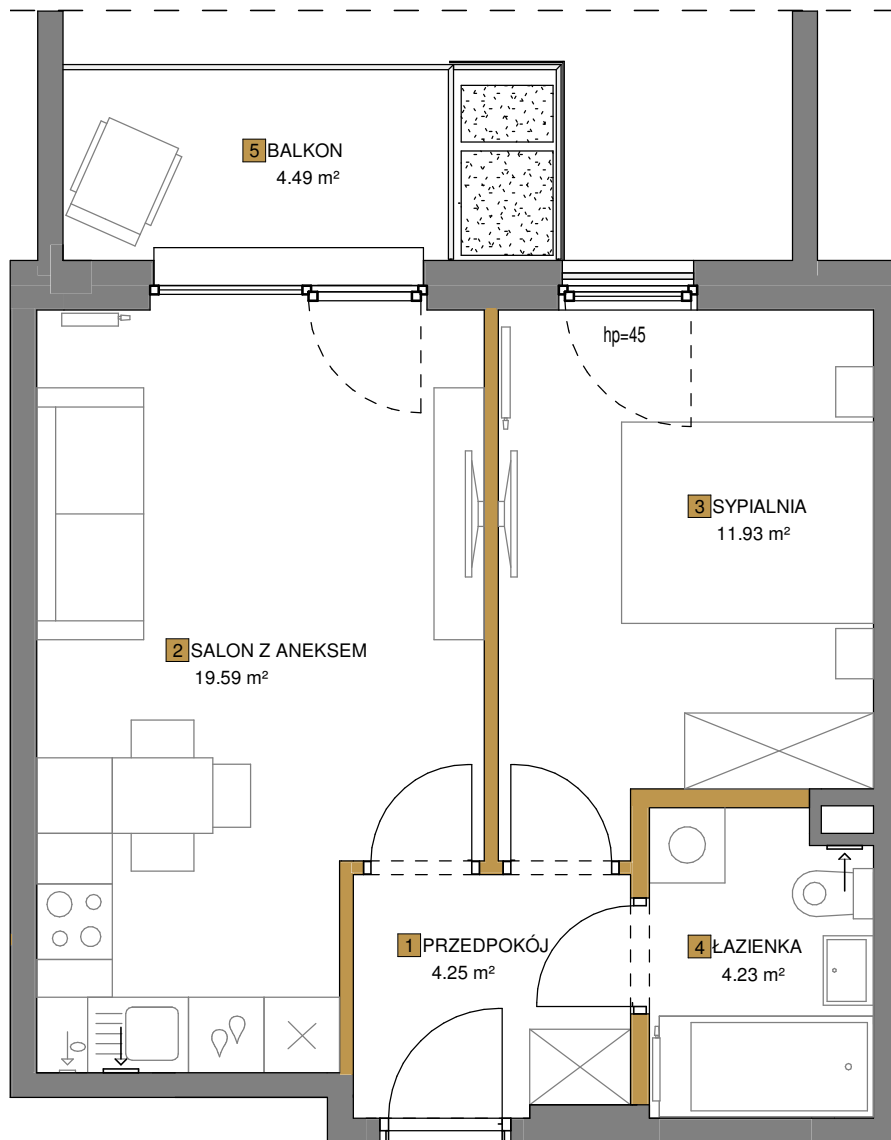 5 BALKON
4.49 m²
hp=45
3 SYPIALNIA
11.93 m²
2 SALON Z ANEKSEM
19.59 m²
1 PRZEDPOKÓJ
4.25 m²
4 ŁAZIENKA
4.23 m²